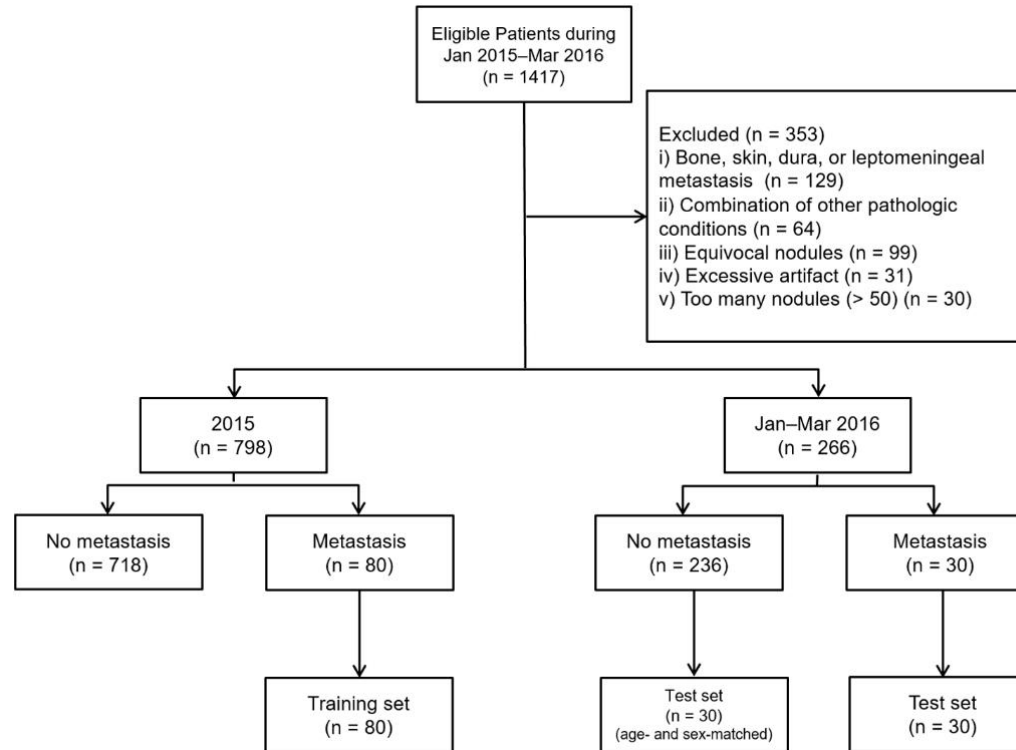 Eligible Patients during
Jan 2015–Mar 2016
(n = 1417)
Excluded (n = 353)
i) Bone, skin, dura, or leptomeningeal
metastasis (n = 129)
ii) Combination of other pathologic
conditions (n = 64)
iii) Equivocal nodules (n = 99)
iv) Excessive artifact (n = 31)
v) Too many nodules (> 50) (n = 30)
2015
(n = 798)
Jan–Mar 2016
(n = 266)
No metastasis
(n = 718)
Metastasis
(n = 80)
No metastasis
(n = 236)
Metastasis
(n = 30)
Training set
(n = 80)
Test set
(n = 30)
(age- and sex-matched)
Test set
(n = 30)